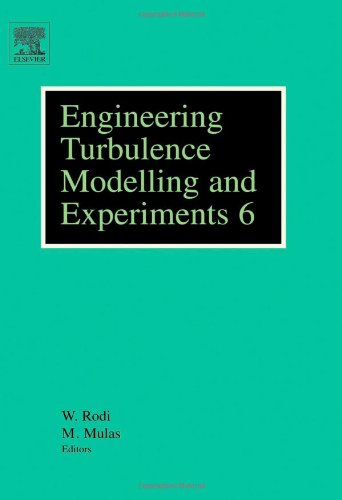 ELSEVIER
Engineering
Turbulence
Modelling and
Experiments 6
W. Rodi
M. Mulas
Editors